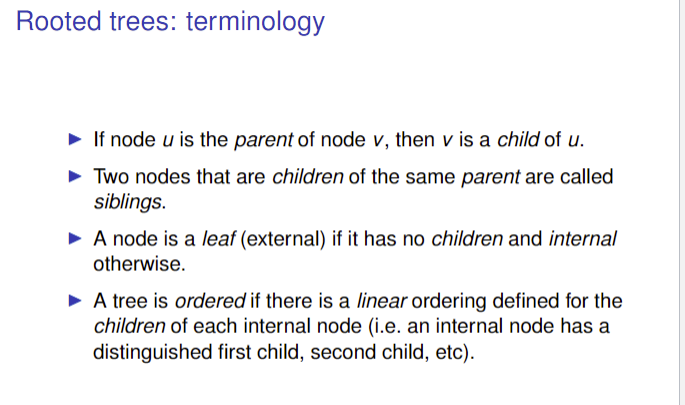 Rooted trees: terminology
▶ If node u is the parent of node v, then v is a child of u.
▶ Two nodes that are children of the same parent are called
siblings.
▶ A node is a leaf (external) if it has no children and internal
otherwise.
▶ A tree is ordered if there is a linear ordering defined for the
children of each internal node (i.e. an internal node has a
distinguished first child, second child, etc).